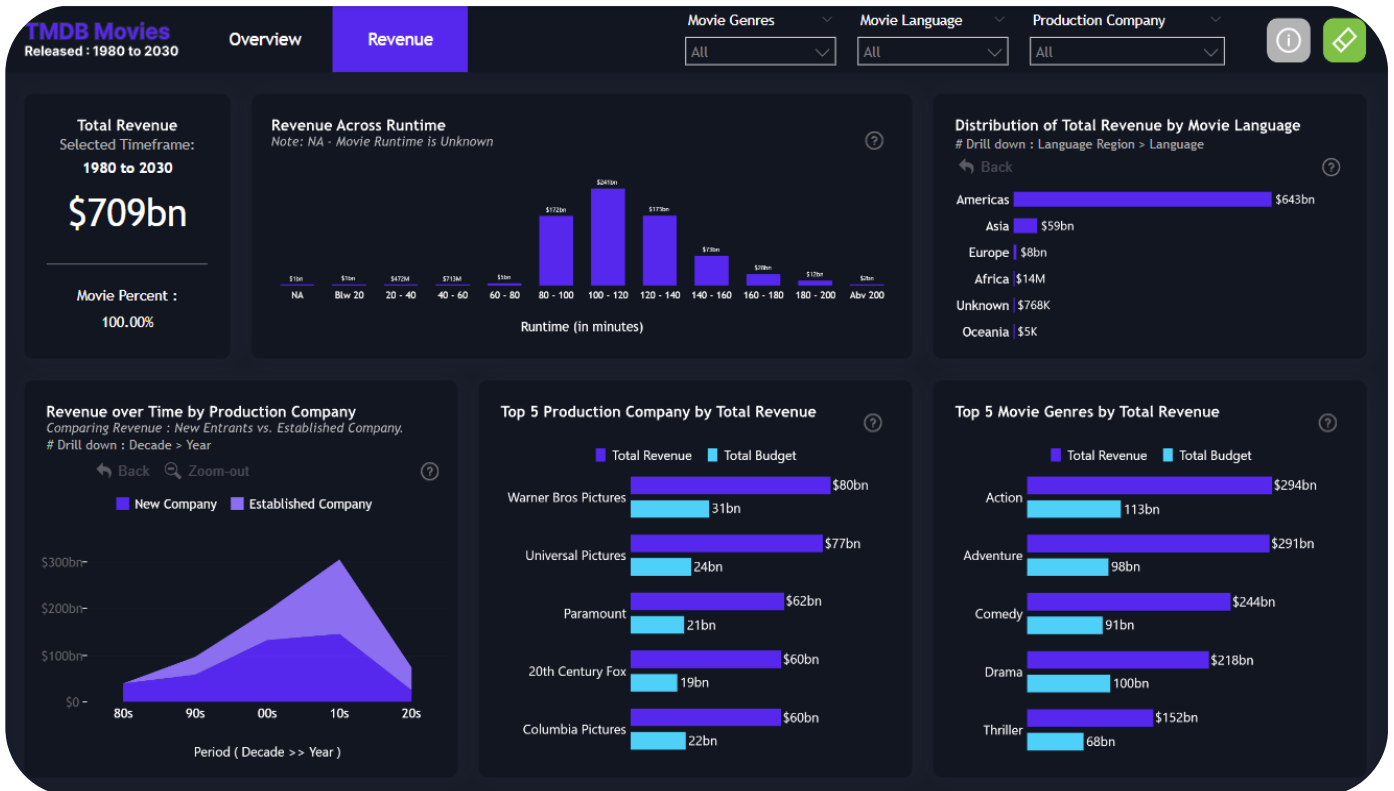 TMDB Movies
Released : 1980 to 2030
Overview
Revenue
Movie Genres
All
Movie Language
All
Production Company
All
Total Revenue
Selected Timeframe:
1980 to 2030
$709bn
Movie Percent :
100.00%
Revenue Across Runtime
Note: NA - Movie Runtime is Unknown
$1bn
$1bn
$472M
$713M
$5bn
$172bn
$241bn
$173bn
$73bn
$28bn
$12bn
$2bn
NA
Blw 20
20 - 40
40 - 60
60 - 80
80 - 100
100 - 120
120 - 140
140 - 160
160 - 180
180 - 200
Abv 200
Runtime (in minutes)
Distribution of Total Revenue by Movie Language
# Drill down : Language Region > Language
Back
Americas $643bn
Asia $59bn
Europe $8bn
Africa $14M
Unknown $768K
Oceania $5K
Revenue over Time by Production Company
Comparing Revenue : New Entrants vs. Established Company.
# Drill down : Decade > Year
Back Zoom-out
New Company Established Company
$300bn
$200bn
$100bn
$0
80s 90s 00s 10s 20s
Period ( Decade >> Year )
Top 5 Production Company by Total Revenue
Total Revenue Total Budget
Warner Bros Pictures
$80bn
31bn
Universal Pictures
$77bn
24bn
Paramount
$62bn
21bn
20th Century Fox
$60bn
19bn
Columbia Pictures
$60bn
22bn
Top 5 Movie Genres by Total Revenue
Total Revenue Total Budget
Action
$294bn
113bn
Adventure
$291bn
98bn
Comedy
$244bn
91bn
Drama
$218bn
100bn
Thriller
$152bn
68bn